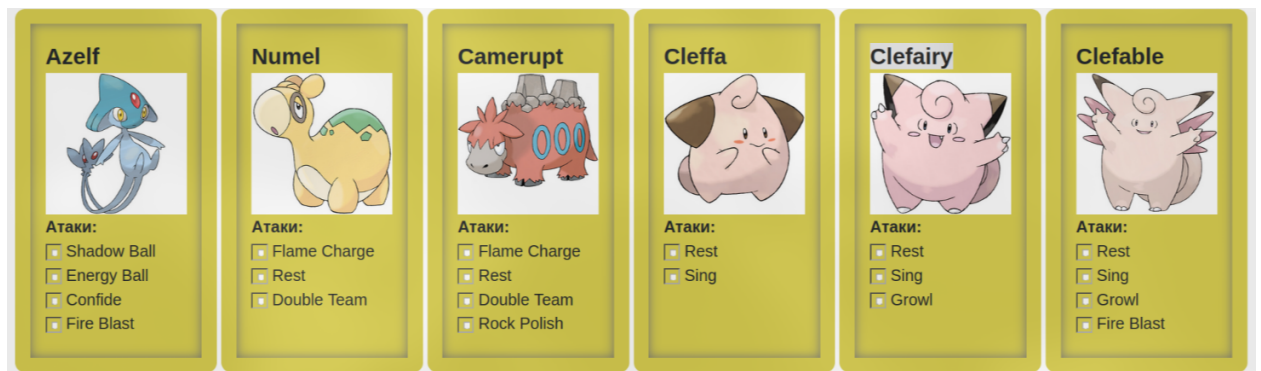 Azelf
Атаки:
Shadow Ball
Energy Ball
Confide
Fire Blast
Numel
Атаки:
Flame Charge
Rest
Double Team
Camerupt
Атаки:
Flame Charge
Rest
Double Team
Rock Polish
Cleffa
Атаки:
Rest
Sing
Clefairy
Атаки:
Rest
Sing
Growl
Clefable
Атаки:
Rest
Sing
Growl
Fire Blast